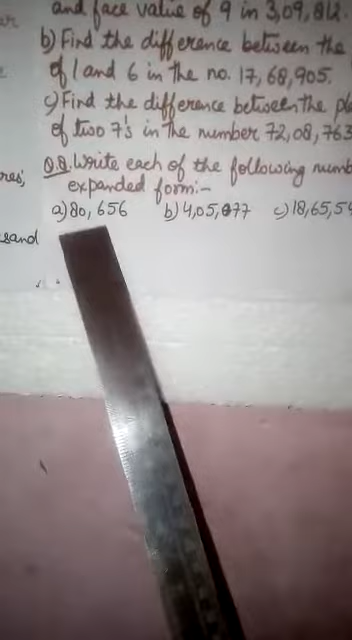 and face value of 9 in 3,09,812.
b) Find the difference between the
of 1 and 6 in the no. 17,68,905.
c) Find the difference between the pl
of two 7's in the number 72,08,763
Q.8. Write each of the following numb
expanded form:-
a) 80,656 b) 4,05,077 c) 18,65,54
sand